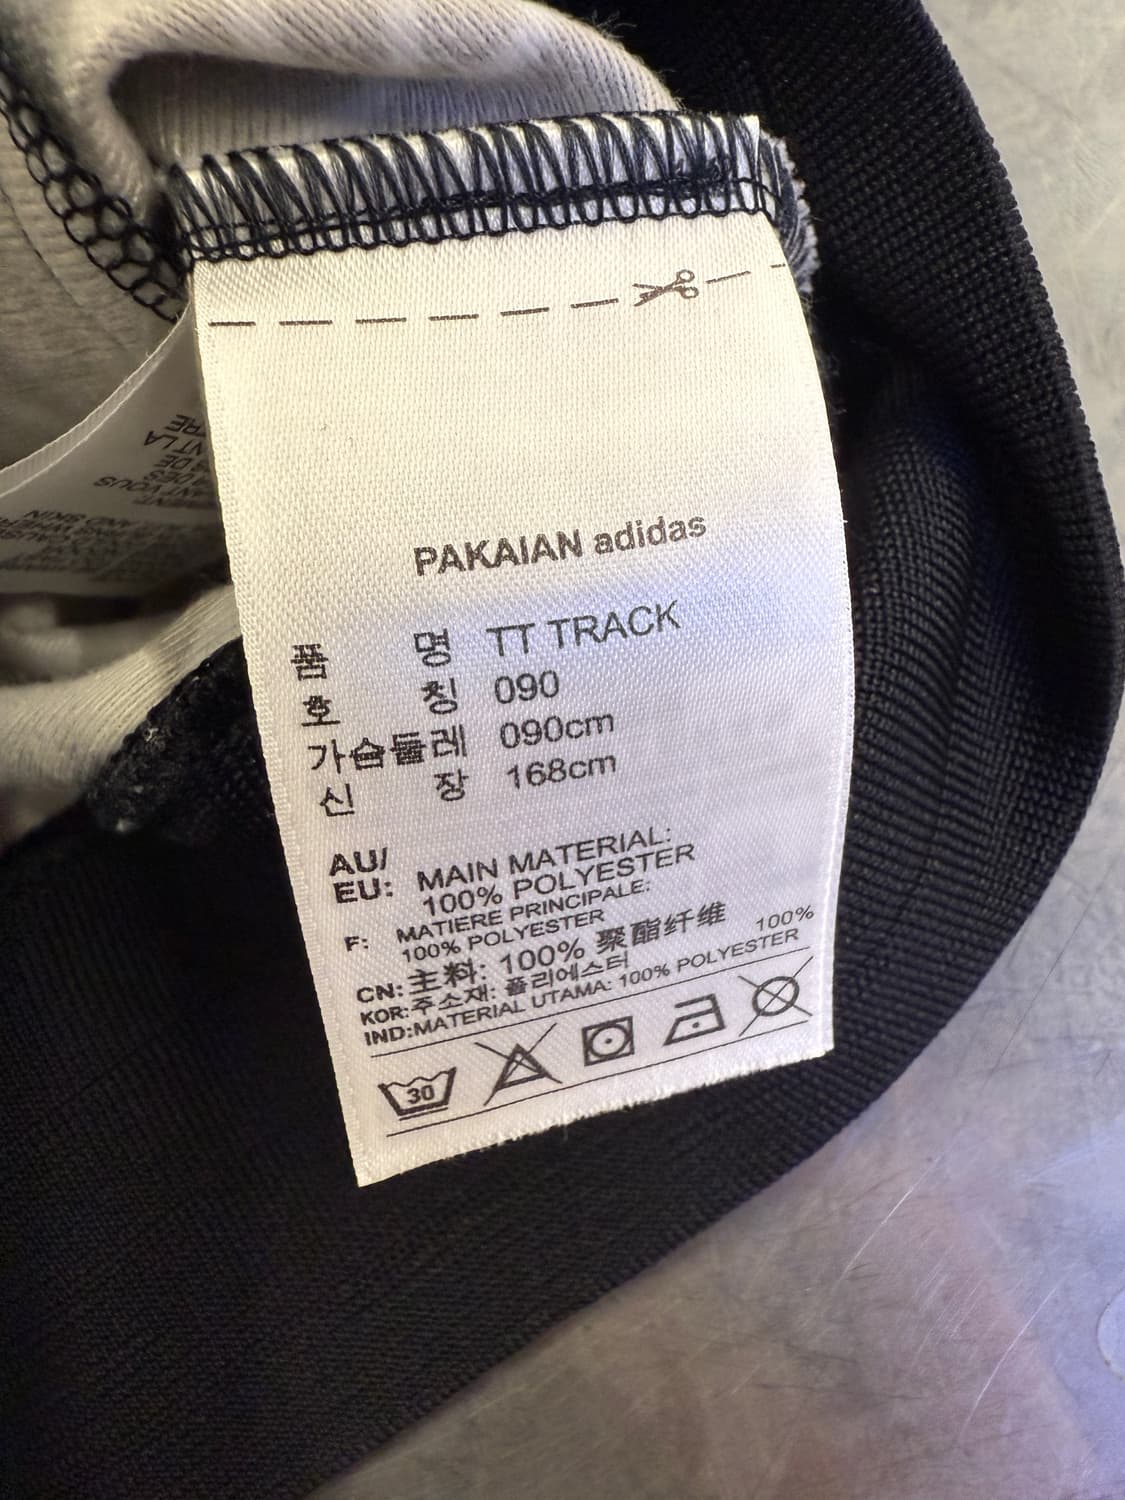 PAKAIAN adidas
품 명 TT TRACK
호 칭 090
가슴둘레 090cm
신 장 168cm
AU/
EU: MAIN MATERIAL:
100% POLYESTER
F: MATIERE PRINCIPALE:
100% POLYESTER
CN: 主料: 100% 聚酯纤维
KOR:주소재: 폴리에스터 100%
IND:MATERIAL UTAMA: 100% POLYESTER
30
AND SKIN